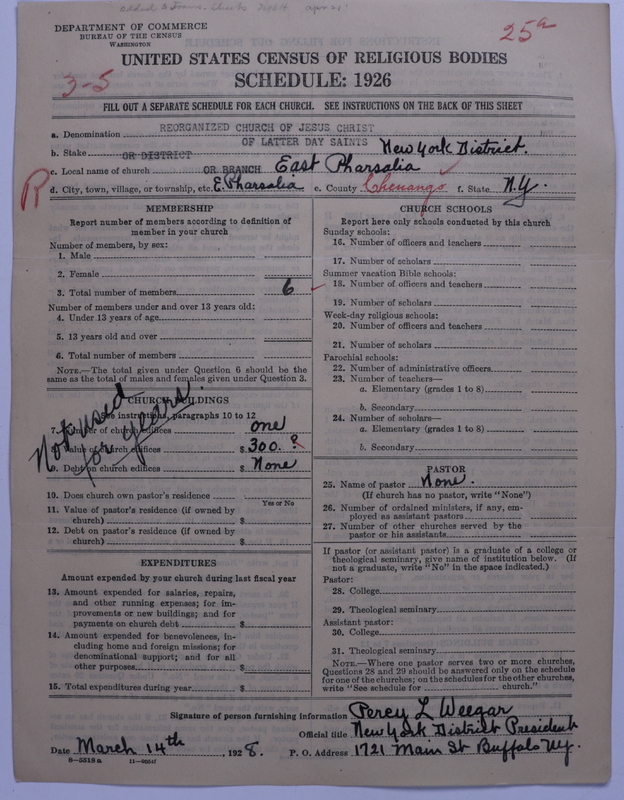 DEPARTMENT OF COMMERCE
BUREAU OF THE CENSUS
WASHINGTON
25a
UNITED STATES CENSUS OF RELIGIOUS BODIES
3-5
SCHEDULE: 1926
FILL OUT A SEPARATE SCHEDULE FOR EACH CHURCH. SEE INSTRUCTIONS ON THE BACK OF THIS SHEET
a. Denomination REORGANIZED CHURCH OF JESUS CHRIST
OF LATTER DAY SAINTS
b. Stake OR DISTRICT New York District.
c. Local name of church OR BRANCH East Pharsalia
R
d. City, town, village, or township, etc. E. Pharsalia e. County Chenango f. State N.Y.
MEMBERSHIP
Report number of members according to definition of
member in your church
Number of members, by sex:
1. Male
2. Female
3. Total number of members 6
Number of members under and over 13 years old:
4. Under 13 years of age
5. 13 years old and over
6. Total number of members
NOTE.—The total given under Question 6 should be
same as the total of males and females given under Question 3.
CHURCH BUILDINGS
See instructions, paragraphs 10 to 12
Not used
for years.
7. Number of church edifices one
8. Value of church edifices $ 300. ?
9. Debt on church edifices $ None
10. Does church own pastor's residence
Yes or No
11. Value of pastor's residence (if owned by
church) $
12. Debt on pastor's residence (if owned by
church) $
EXPENDITURES
Amount expended by your church during last fiscal year
13. Amount expended for salaries, repairs,
and other running expenses; for im-
provements or new buildings; and for
payments on church debt $
14. Amount expended for benevolences, in-
cluding home and foreign missions; for
denominational support; and for all
other purposes $
15. Total expenditures during year $
CHURCH SCHOOLS
Report here only schools conducted by this church
Sunday schools:
16. Number of officers and teachers
17. Number of scholars
Summer vacation Bible schools:
18. Number of officers and teachers
19. Number of scholars
Week-day religious schools:
20. Number of officers and teachers
21. Number of scholars
Parochial schools:
22. Number of administrative officers
23. Number of teachers—
a. Elementary (grades 1 to 8)
b. Secondary
24. Number of scholars—
a. Elementary (grades 1 to 8)
b. Secondary
PASTOR
25. Name of pastor None.
(If church has no pastor, write "None")
26. Number of ordained ministers, if any, em-
ployed as assistant pastors
27. Number of other churches served by the
pastor or his assistants
If pastor (or assistant pastor) is a graduate of a college or
theological seminary, give name of institution below. (If
not a graduate, write "No" in the space indicated.)
Pastor:
28. College
29. Theological seminary
Assistant pastor:
30. College
31. Theological seminary
NOTE.—Where one pastor serves two or more churches,
Questions 28 and 29 should be answered only on the schedule
for one of the churches; on the schedules for the other churches,
write "See schedule for church."
Signature of person furnishing information Percy L Weegar
Official title New York District President
Date March 14th, 1928. P. O. Address 1721 Main St Buffalo N.Y.
8—5519a 11—9054f